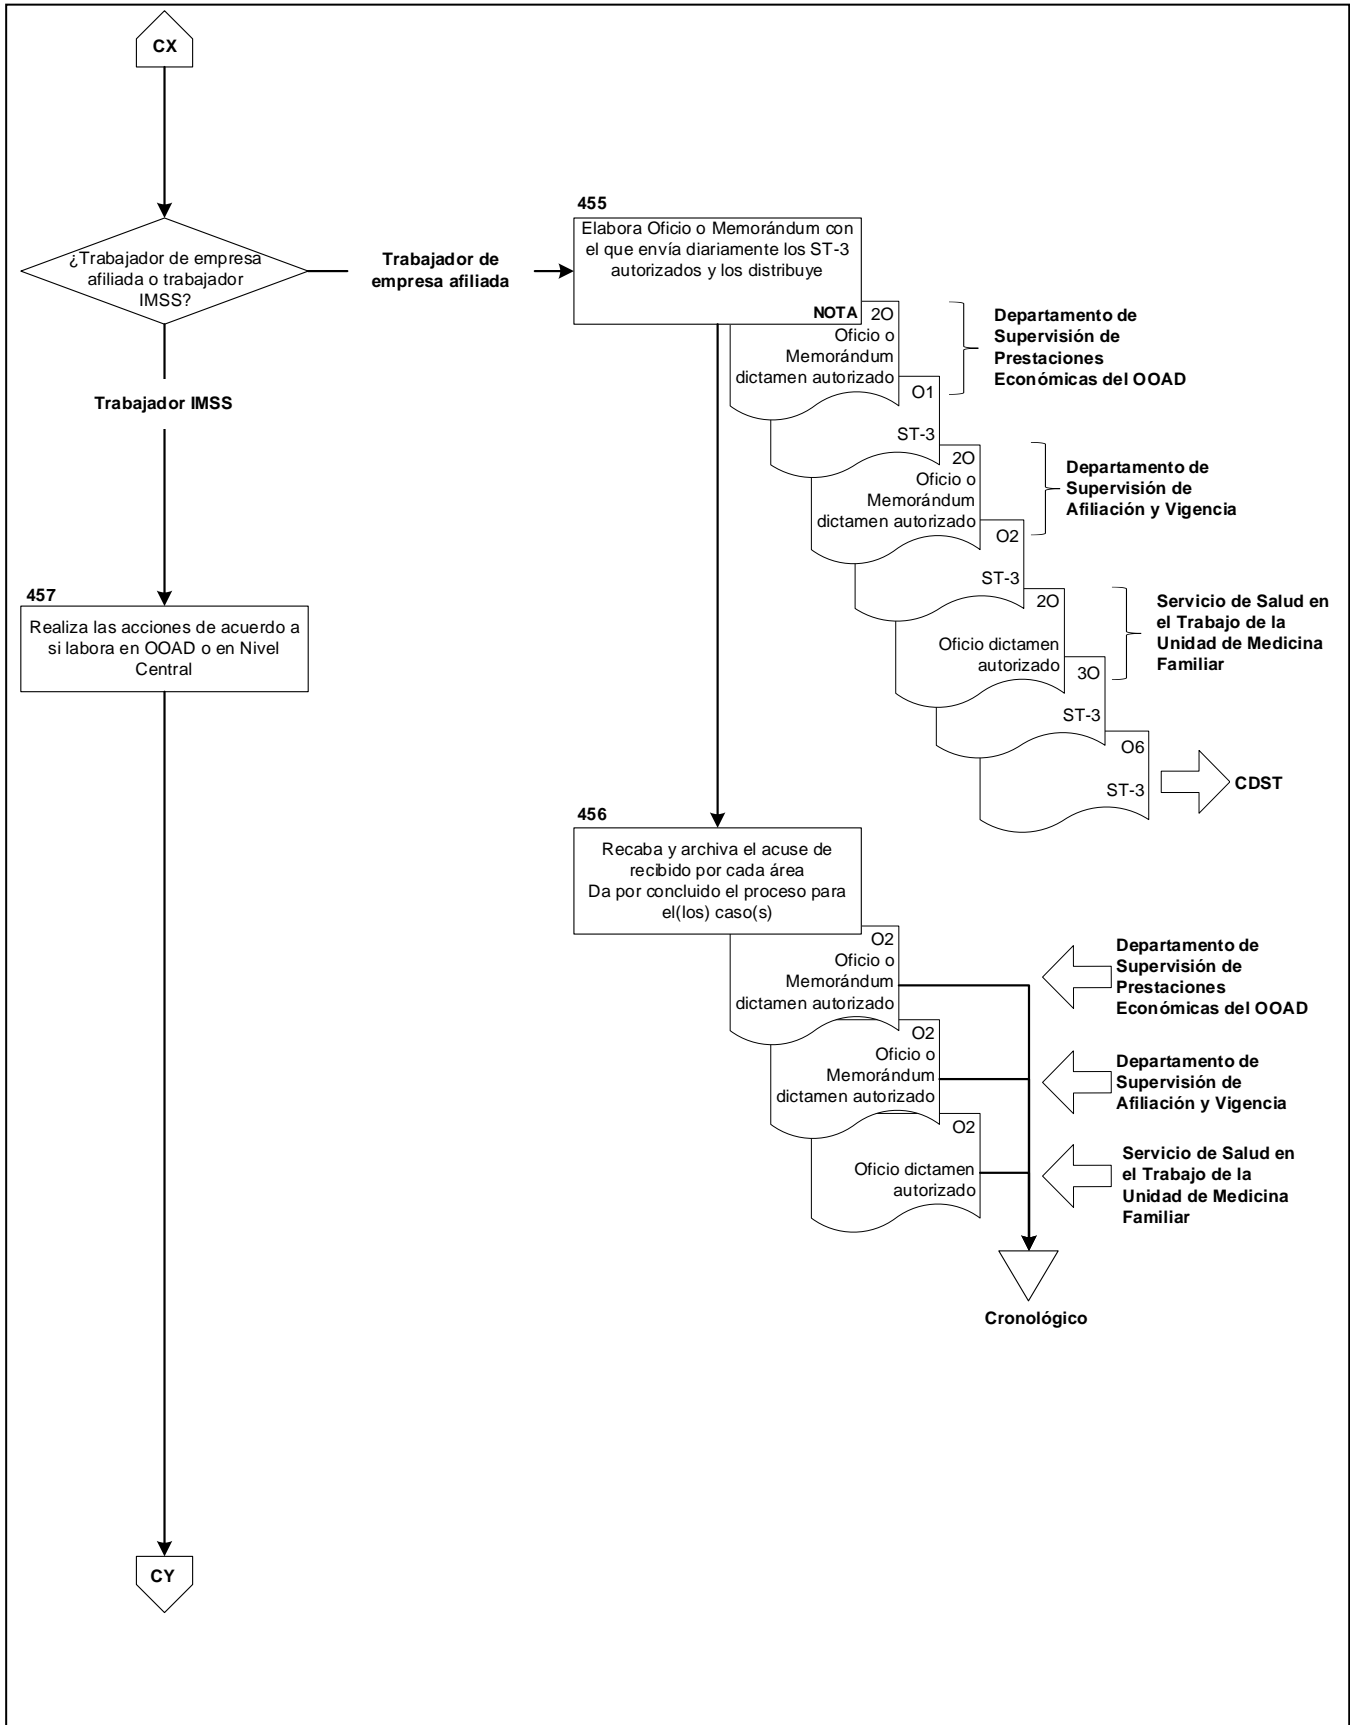 CX
¿Trabajador de empresa
afiliada o trabajador
IMSS?
Trabajador de
empresa afiliada
455
Elabora Oficio o Memorándum con
el que envía diariamente los ST-3
autorizados y los distribuye
NOTA
2O
Oficio o
Memorándum
dictamen autorizado
Departamento de
Supervisión de
Prestaciones
Económicas del OOAD
O1
ST-3
2O
Oficio o
Memorándum
dictamen autorizado
Departamento de
Supervisión de
Afiliación y Vigencia
O2
ST-3
2O
Oficio dictamen
autorizado
Servicio de Salud en
el Trabajo de la
Unidad de Medicina
Familiar
3O
ST-3
O6
ST-3
CDST
Trabajador IMSS
457
Realiza las acciones de acuerdo a
si labora en OOAD o en Nivel
Central
456
Recaba y archiva el acuse de
recibido por cada área
Da por concluido el proceso para
el(los) caso(s)
O2
Oficio o
Memorándum
dictamen autorizado
Departamento de
Supervisión de
Prestaciones
Económicas del OOAD
O2
Oficio o
Memorándum
dictamen autorizado
Departamento de
Supervisión de
Afiliación y Vigencia
O2
Oficio dictamen
autorizado
Servicio de Salud en
el Trabajo de la
Unidad de Medicina
Familiar
Cronológico
CY